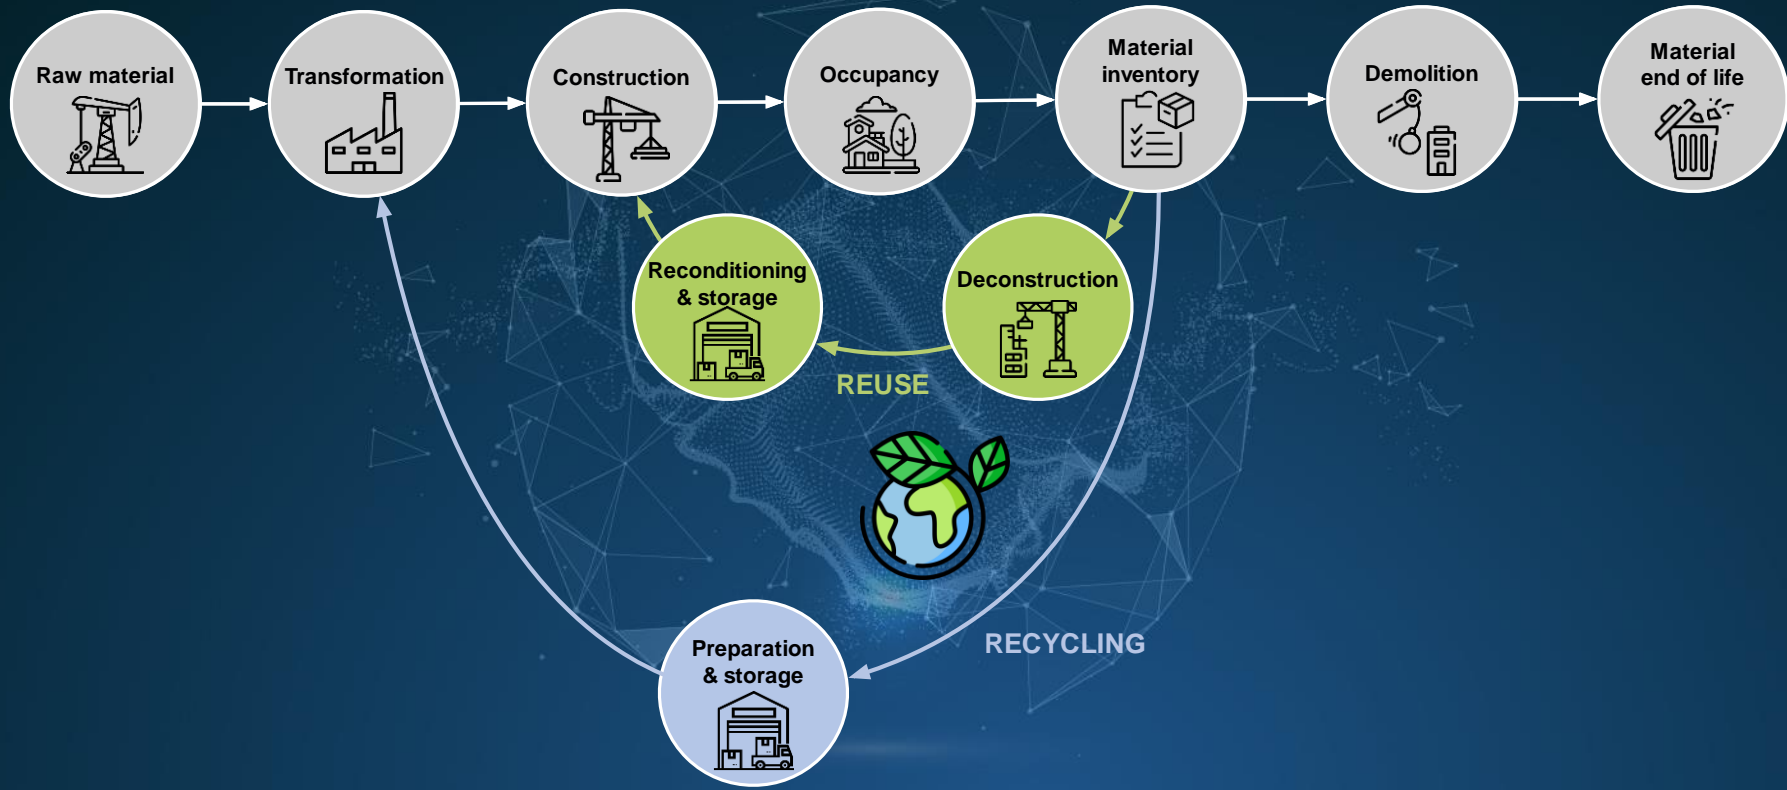 Raw material
Transformation
Construction
Occupancy
Material
inventory
Demolition
Material
end of life
Reconditioning
& storage
Deconstruction
REUSE
Preparation
& storage
RECYCLING